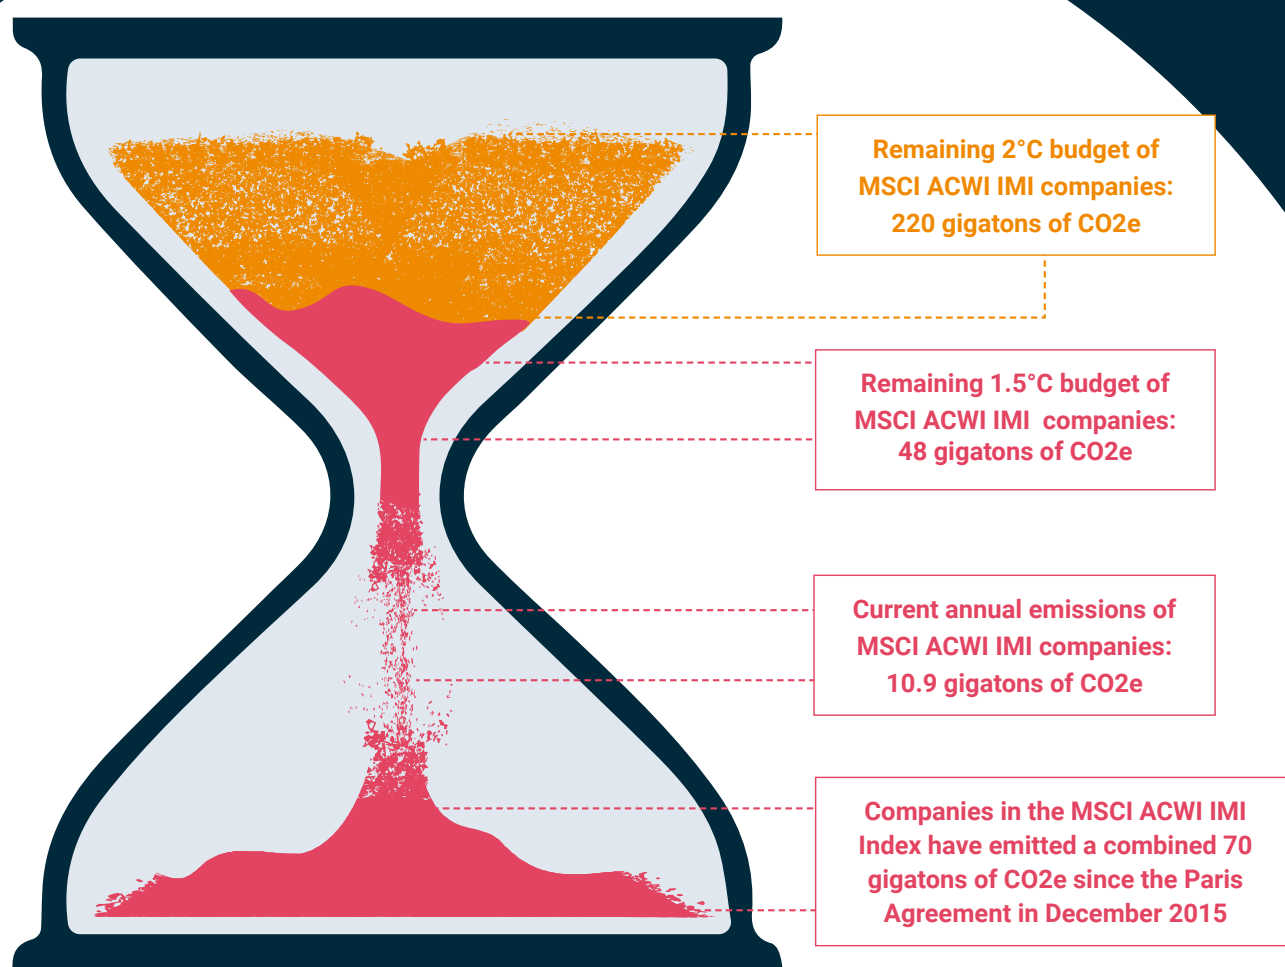 Remaining 2°C budget of
MSCI ACWI IMI companies:
220 gigatons of CO2e
Remaining 1.5°C budget of
MSCI ACWI IMI companies:
48 gigatons of CO2e
Current annual emissions of
MSCI ACWI IMI companies:
10.9 gigatons of CO2e
Companies in the MSCI ACWI IMI
Index have emitted a combined 70
gigatons of CO2e since the Paris
Agreement in December 2015